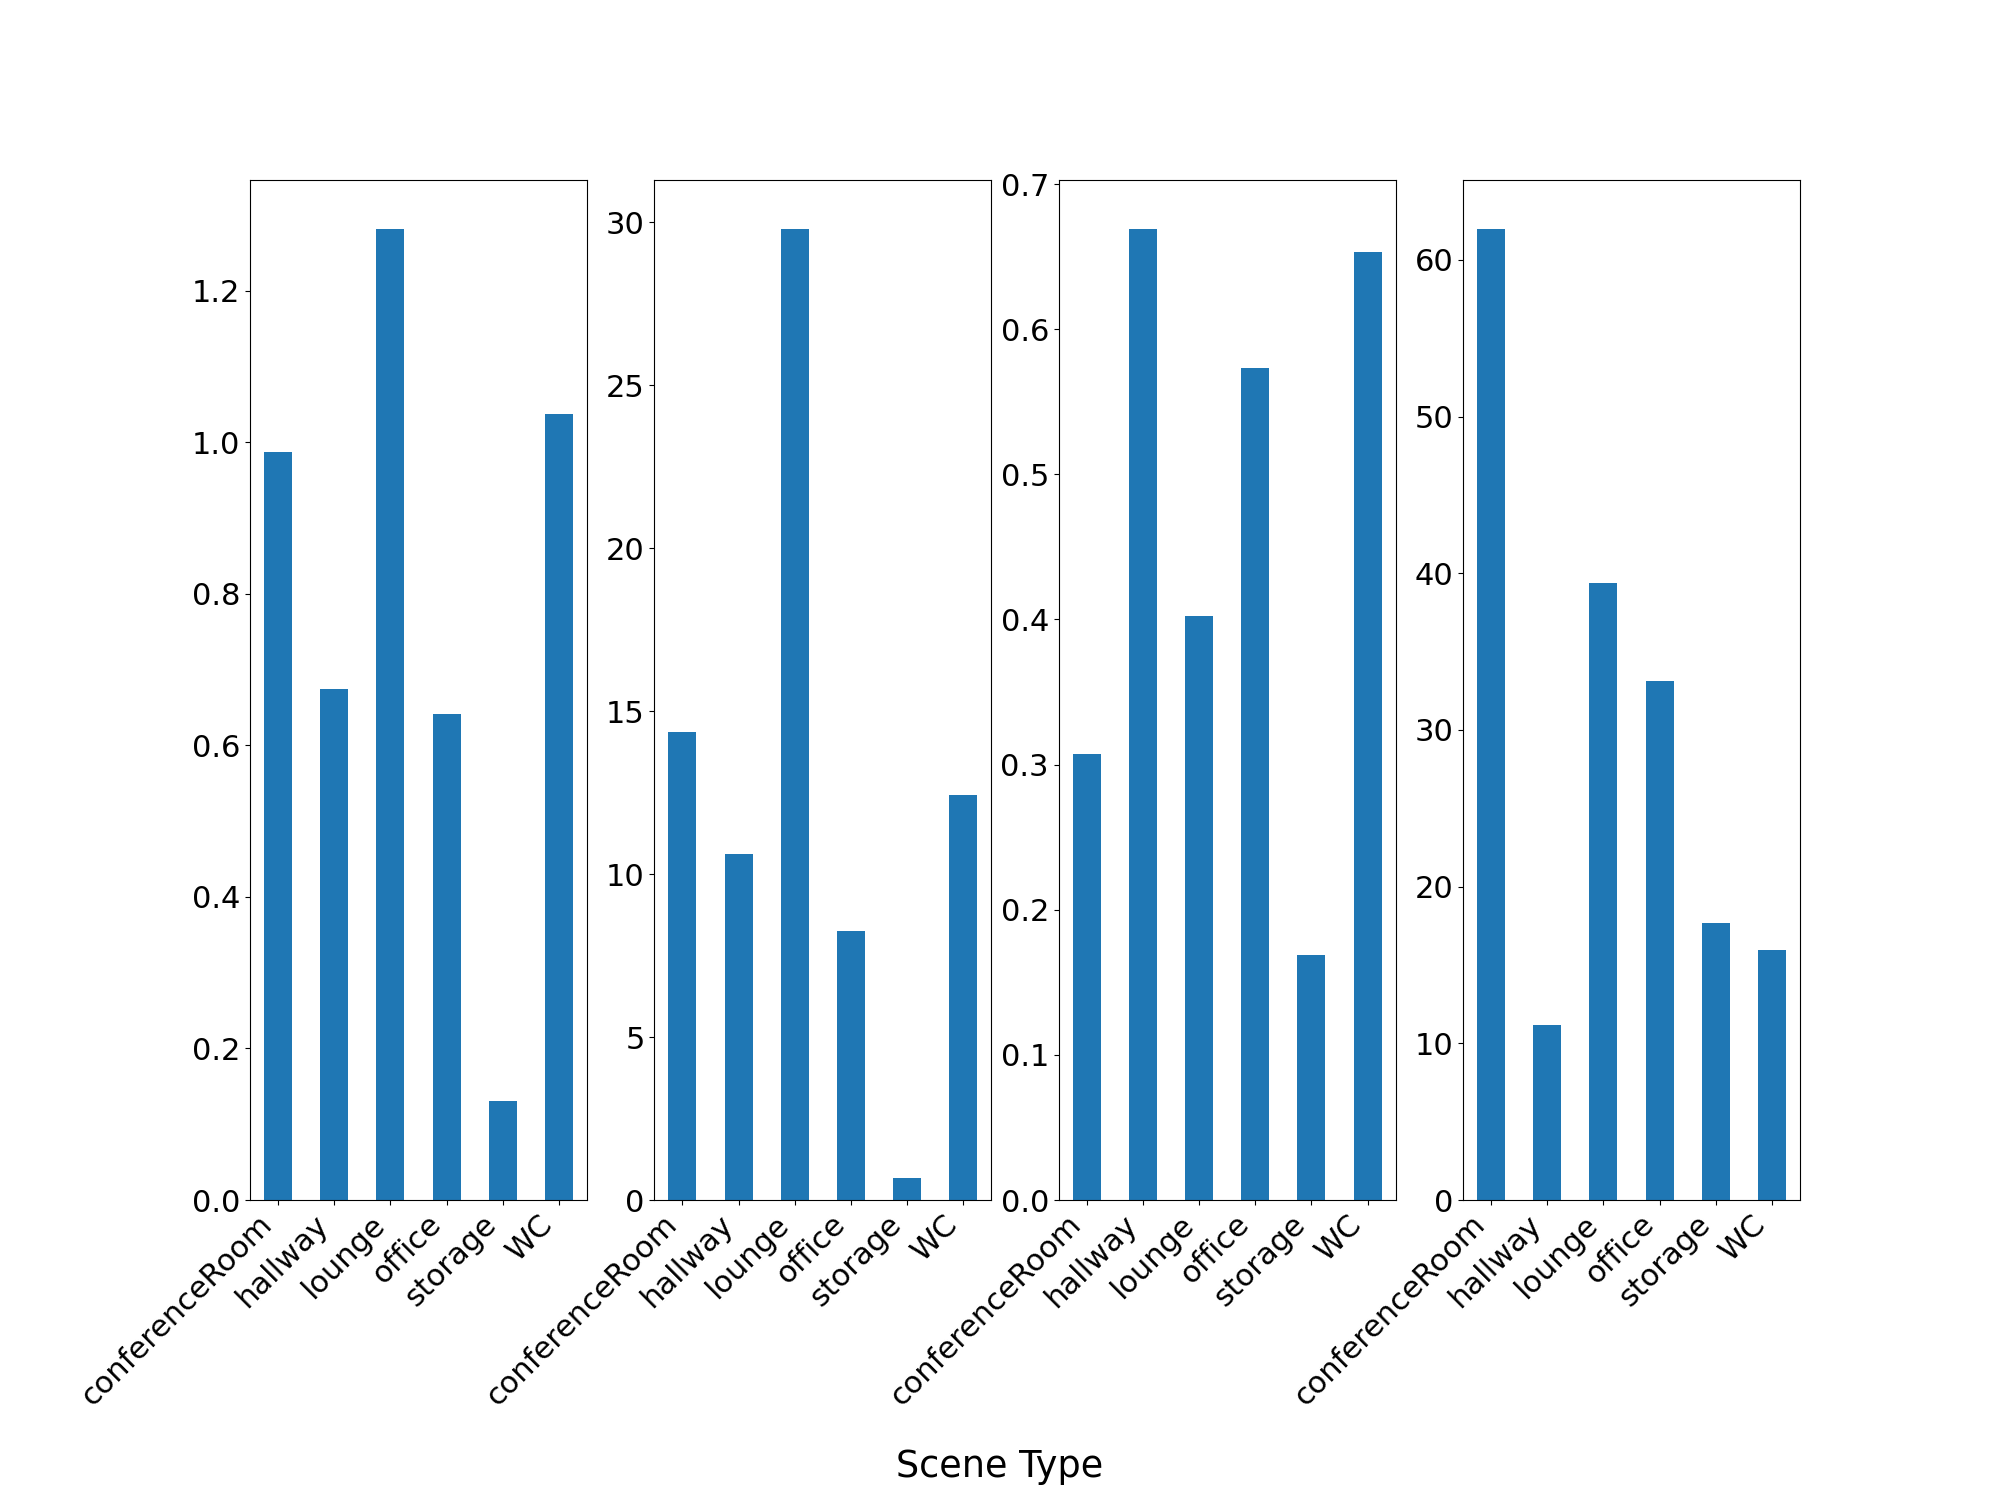 1.2
1.0
0.8
0.6
0.4
0.2
0.0
conferenceRoom
hallway
lounge
office
storage
WC
30
25
20
15
10
5
0
conferenceRoom
hallway
lounge
office
storage
WC
0.7
0.6
0.5
0.4
0.3
0.2
0.1
0.0
conferenceRoom
hallway
lounge
office
storage
WC
60
50
40
30
20
10
0
conferenceRoom
hallway
lounge
office
storage
WC
Scene Type